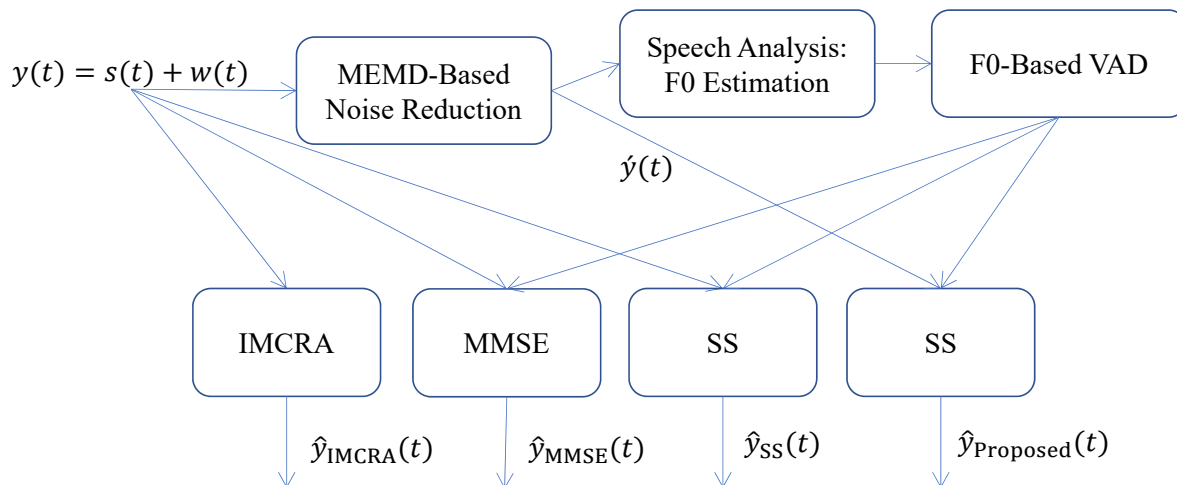 y(t) = s(t) + w(t)
MEMD-Based
Noise Reduction
Speech Analysis:
F0 Estimation
F0-Based VAD
ý(t)
IMCRA
MMSE
SS
SS
ŷ_IMCRA(t)
ŷ_MMSE(t)
ŷ_SS(t)
ŷ_Proposed(t)